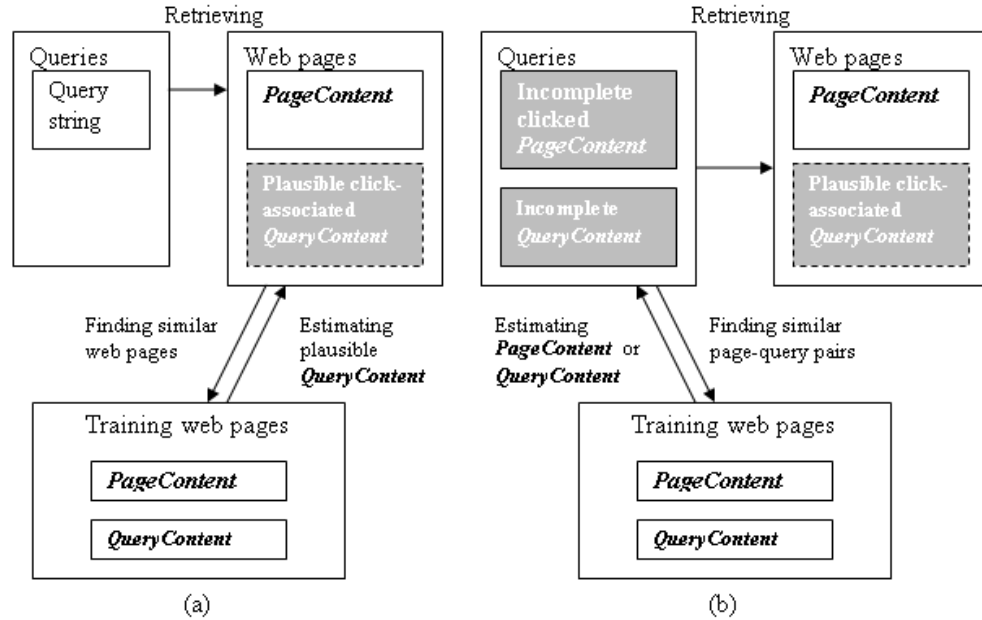 Retrieving
Queries
Query
string
Web pages
PageContent
Plausible click-
associated
QueryContent
Finding similar
web pages
Estimating
plausible
QueryContent
Training web pages
PageContent
QueryContent
(a)
Retrieving
Queries
Incomplete
clicked
PageContent
Incomplete
QueryContent
Web pages
PageContent
Plausible click-
associated
QueryContent
Estimating
PageContent or
QueryContent
Finding similar
page-query pairs
Training web pages
PageContent
QueryContent
(b)